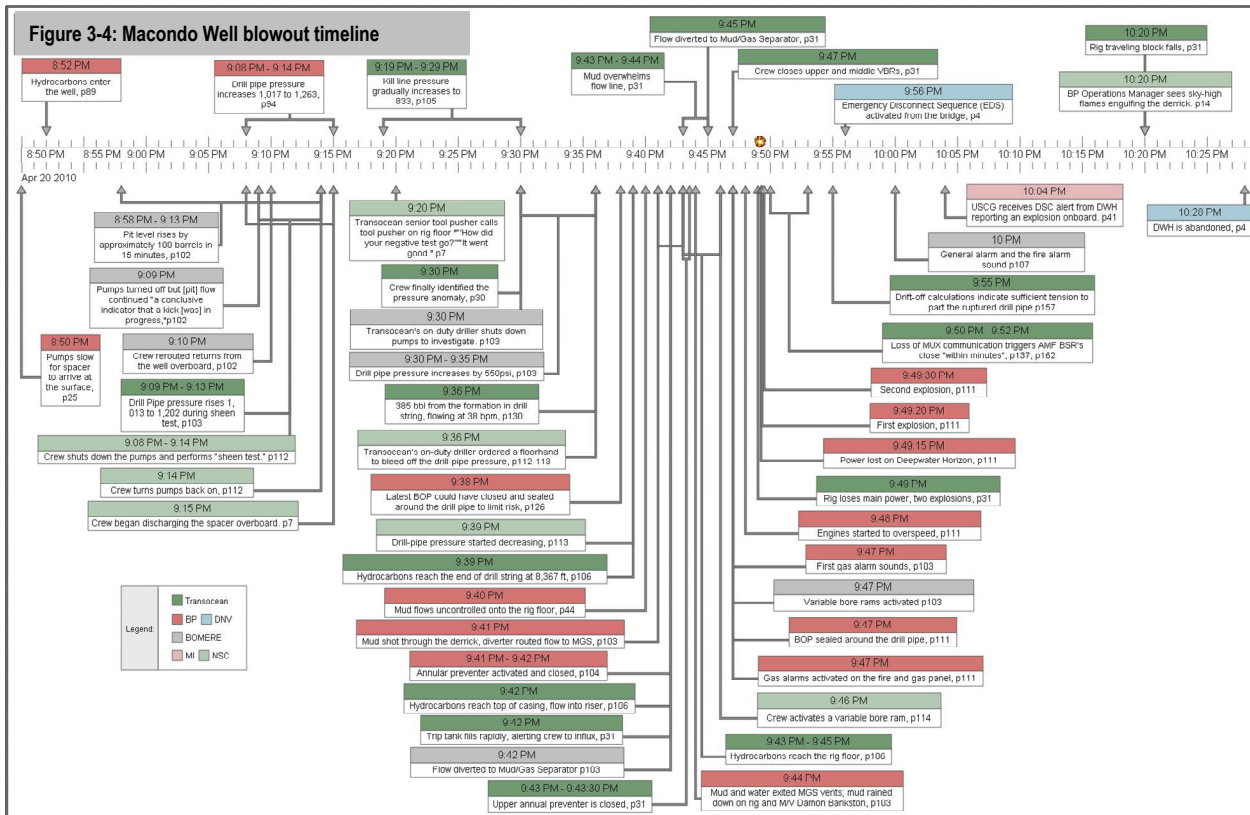 Figure 3-4: Macondo Well blowout timeline
8:52 PM
Hydrocarbons enter
the well, p89
9:08 PM - 9:14 PM
Drill pipe pressure
increases 1,017 to 1,263,
p94
9:19 PM - 9:29 PM
Kill line pressure
gradually increases to
833, p105
9:43 PM - 9:44 PM
Mud overwhelms
flow line, p31
9:45 PM
Flow diverted to Mud/Gas Separator, p31
9:47 PM
Crew closes upper and middle VBRs, p31
9:56 PM
Emergency Disconnect Sequence (EDS)
activated from the bridge, p4
10:20 PM
Rig traveling block falls, p31
10:20 PM
BP Operations Manager sees sky-high
flames engulfing the derrick. p14
8:50 PM 8:55 PM 9:00 PM 9:05 PM 9:10 PM 9:15 PM 9:20 PM 9:25 PM 9:30 PM 9:35 PM 9:40 PM 9:45 PM 9:50 PM 9:55 PM 10:00 PM 10:05 PM 10:10 PM 10:15 PM 10:20 PM 10:25 PM
Apr 20 2010
8:58 PM - 9:13 PM
Pit level rises by
approximately 100 barrels in
15 minutes, p102
9:09 PM
Pumps turned off but [pit] flow
continued "a conclusive
indicator that a kick [was] in
progress,"p102
8:50 PM
Pumps slow
for spacer
to arrive at
the surface,
p25
9:10 PM
Crew rerouted returns from
the well overboard, p102
9:09 PM - 9:13 PM
Drill Pipe pressure rises 1,
013 to 1,202 during sheen
test, p103
9:08 PM - 9:14 PM
Crew shuts down the pumps and performs "sheen test." p112
9:14 PM
Crew turns pumps back on, p112
9:15 PM
Crew began discharging the spacer overboard. p7
Legend:
Transocean
BP
DNV
BOMERE
MI
NSC
9:20 PM
Transocean senior tool pusher calls
tool pusher on rig floor ""How did
your negative test go?""It went
good " p7
9:30 PM
Crew finally identified the
pressure anomaly, p30
9:30 PM
Transocean's on-duty driller shuts down
pumps to investigate. p103
9:30 PM - 9:35 PM
Drill pipe pressure increases by 550psi, p103
9:36 PM
385 bbl from the formation in drill
string, flowing at 38 bpm, p130
9:36 PM
Transocean's on-duty driller ordered a floorhand
to bleed off the drill pipe pressure, p112-113
9:38 PM
Latest BOP could have closed and sealed
around the drill pipe to limit risk, p126
9:39 PM
Drill-pipe pressure started decreasing, p113
9:39 PM
Hydrocarbons reach the end of drill string at 8,367 ft, p106
9:40 PM
Mud flows uncontrolled onto the rig floor, p44
9:41 PM
Mud shot through the derrick, diverter routed flow to MGS, p103
9:41 PM - 9:42 PM
Annular preventer activated and closed, p104
9:42 PM
Hydrocarbons reach top of casing, flow into riser, p106
9:42 PM
Trip tank fills rapidly, alerting crew to Influx, p31
9:42 PM
Flow diverted to Mud/Gas Separator p103
9:43 PM - 9:43:30 PM
Upper annual preventer is closed, p31
10:04 PM
USCG receives DSC alert from DWH
reporting an explosion onboard. p41
10:28 PM
DWH is abandoned, p4
10 PM
General alarm and the fire alarm
sound p107
9:55 PM
Drift-off calculations indicate sufficient tension to
part the ruptured drill pipe p157
9:50 PM 9:52 PM
Loss of MUX communication triggers AMF BSR's
close "within minutes", p137, p162
9:49:30 PM
Second explosion, p111
9:49:20 PM
First explosion, p111
9:49:15 PM
Power lost on Deepwater Horizon, p111
9:49 PM
Rig loses main power, two explosions, p31
9:48 PM
Engines started to overspeed, p111
9:47 PM
First gas alarm sounds, p103
9:47 PM
Variable bore rams activated p103
9:47 PM
BOP sealed around the drill pipe, p111
9:47 PM
Gas alarms activated on the fire and gas panel, p111
9:46 PM
Crew activates a variable bore ram, p114
9:43 PM - 9:45 PM
Hydrocarbons reach the rig floor, p106
9:44 PM
Mud and water exited MGS vents; mud rained
down on rig and M/V Damon Bankston, p103